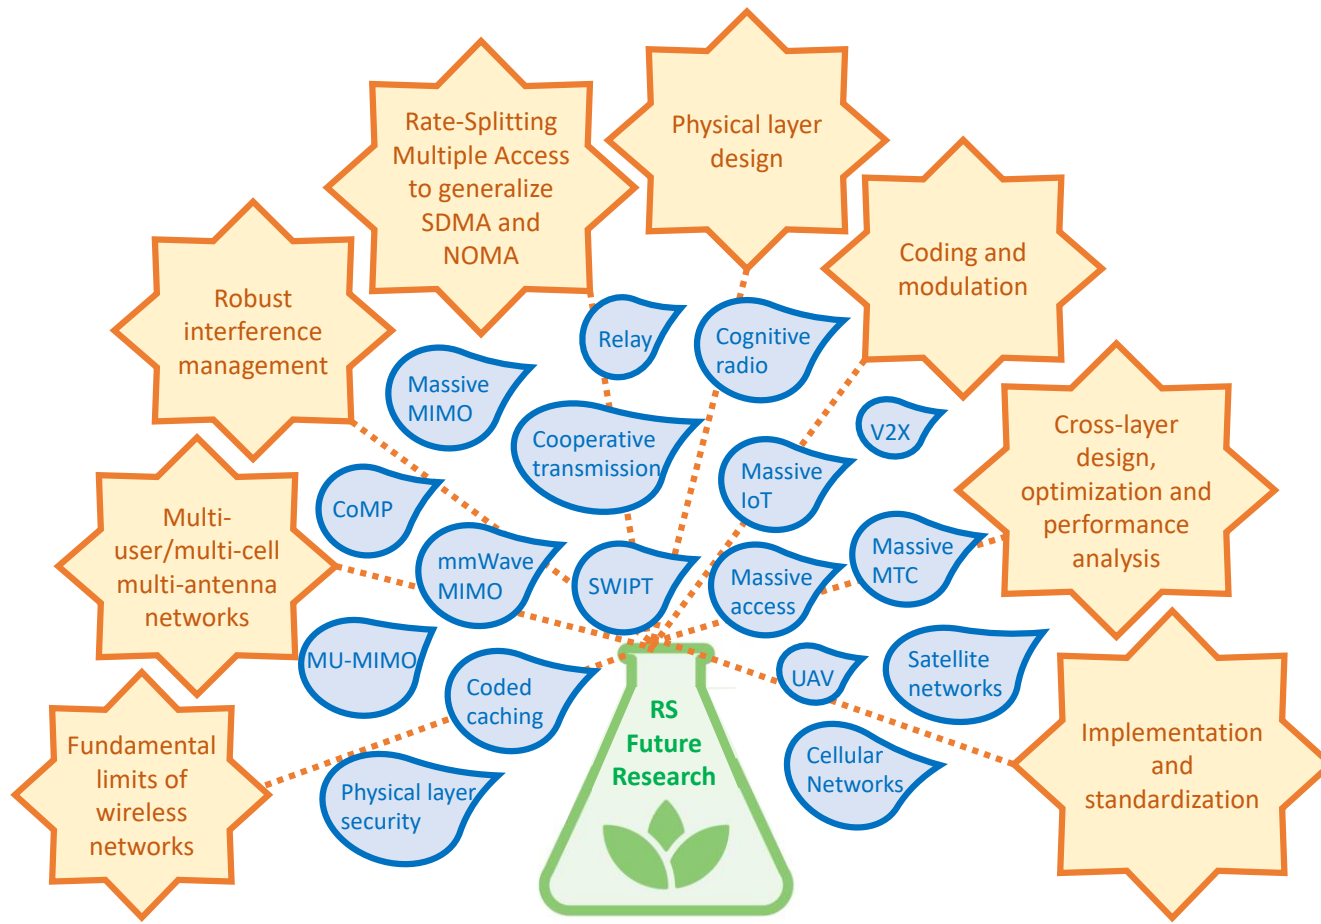 Rate-Splitting
Multiple Access
to generalize
SDMA and
NOMA
Physical layer
design
Coding and
modulation
Robust
interference
management
Cross-layer
design,
optimization and
performance
analysis
Multi-
user/multi-cell
multi-antenna
networks
Fundamental
limits of
wireless
networks
Implementation
and
standardization
Relay
Cognitive
radio
Massive
MIMO
Cooperative
transmission
V2X
Massive
IoT
CoMP
mmWave
MIMO
SWIPT
Massive
access
Massive
MTC
MU-MIMO
Coded
caching
UAV
Satellite
networks
Physical layer
security
Cellular
Networks
RS
Future
Research